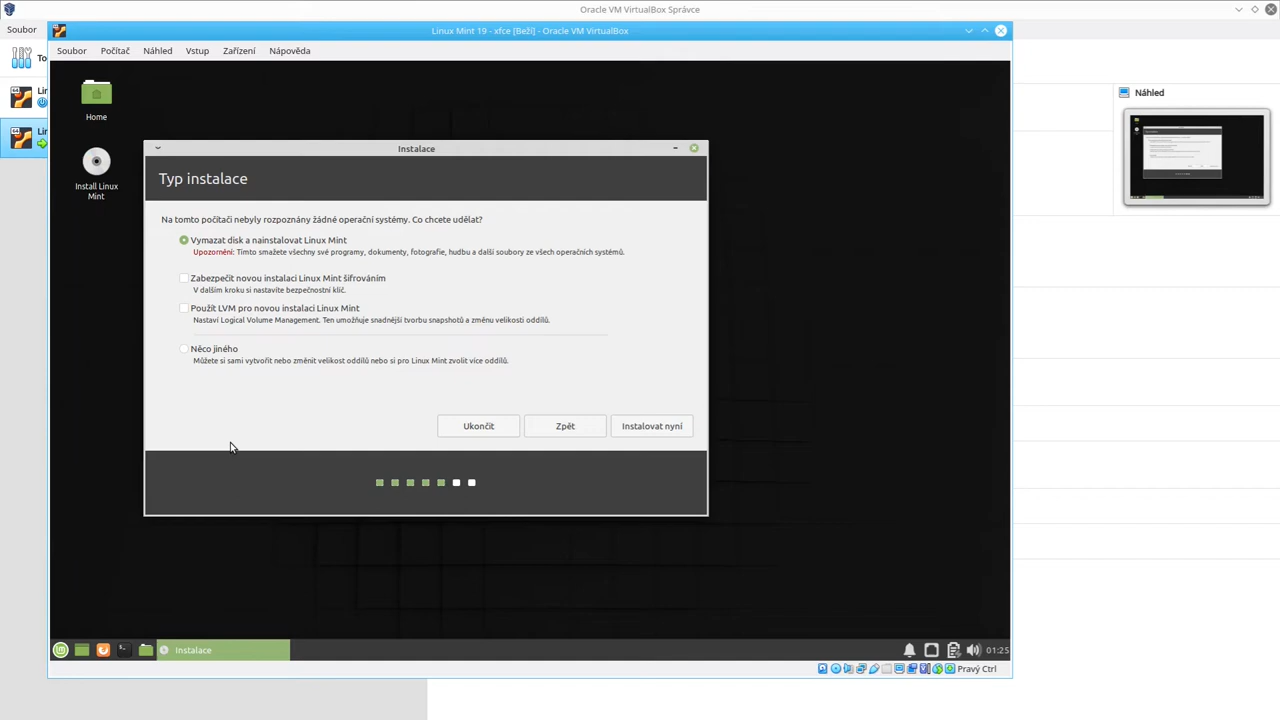 Oracle VM VirtualBox Správce
Soubor
Linux Mint 19 - xfce [Beží] - Oracle VM VirtualBox
Soubor Počítač Náhled Vstup Zařízení Nápověda
To
Lin
Lin
Náhled
Home
Install Linux
Mint
Instalace
Typ instalace
Na tomto počítači nebyly rozpoznány žádné operační systémy. Co chcete udělat?
Vymazat disk a nainstalovat Linux Mint
Upozornění: Tímto smažete všechny své programy, dokumenty, fotografie, hudbu a další soubory ze všech operačních systémů.
Zabezpečit novou instalaci Linux Mint šifrováním
V dalším kroku si nastavíte bezpečnostní klíč.
Použít LVM pro novou instalaci Linux Mint
Nastaví Logical Volume Management. Ten umožňuje snadnější tvorbu snapshotů a změnu velikosti oddílů.
Něco jiného
Můžete si sami vytvořit nebo změnit velikost oddílů nebo si pro Linux Mint zvolit více oddílů.
Ukončit Zpět Instalovat nyní
Instalace
01:25
Pravý Ctrl